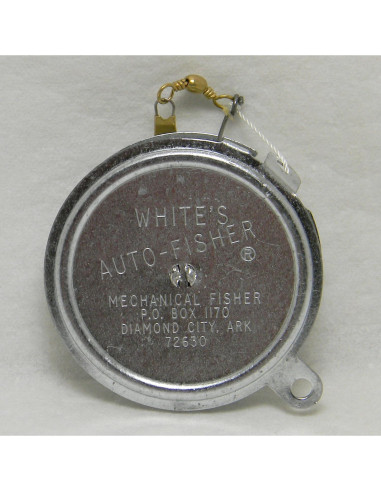 WHITE'S
AUTO-FISHER ®
MECHANICAL FISHER
P.O. BOX 1170
DIAMOND CITY, ARK
72630